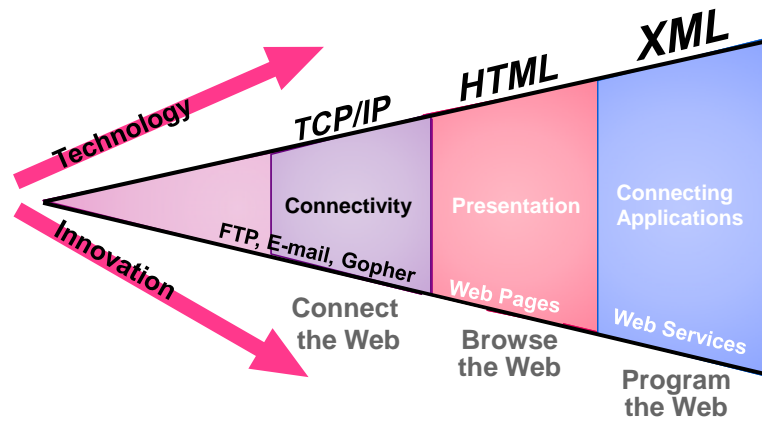 Technology
Innovation
TCP/IP
HTML
XML
Connectivity
Presentation
Connecting
Applications
FTP, E-mail, Gopher
Web Pages
Web Services
Connect
the Web
Browse
the Web
Program
the Web